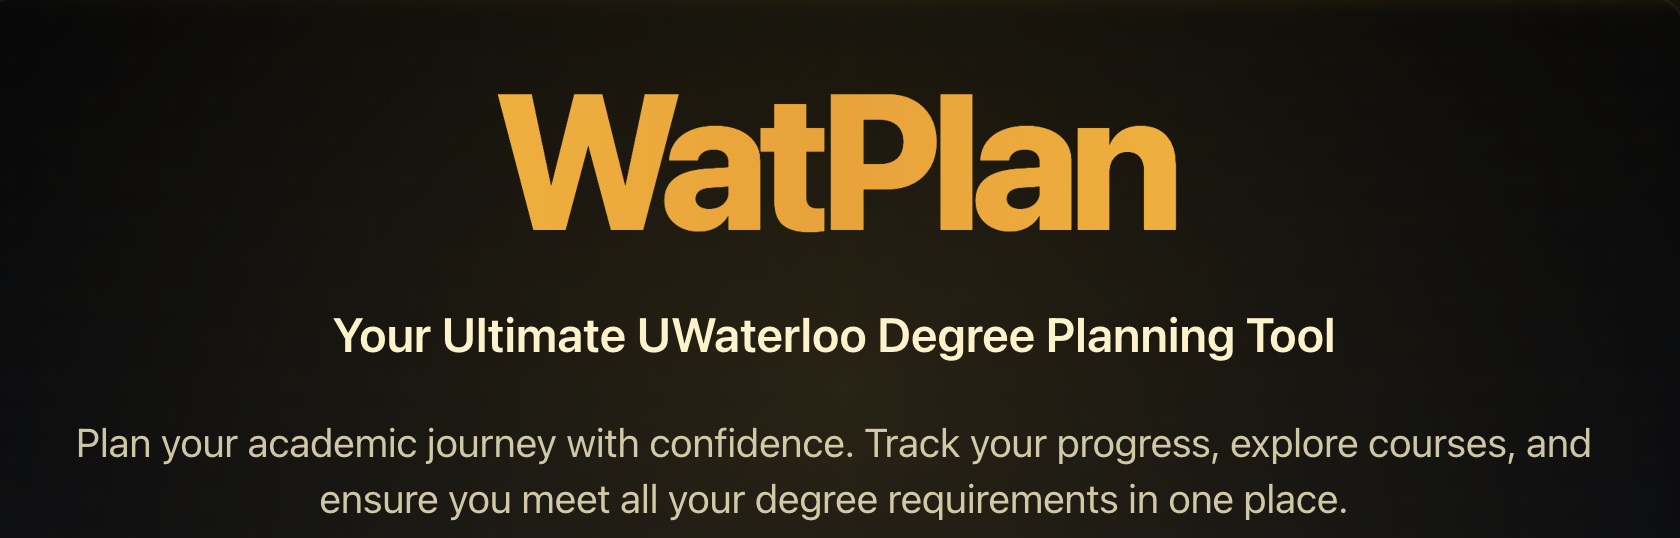 WatPlan
Your Ultimate UWaterloo Degree Planning Tool
Plan your academic journey with confidence. Track your progress, explore courses, and
ensure you meet all your degree requirements in one place.